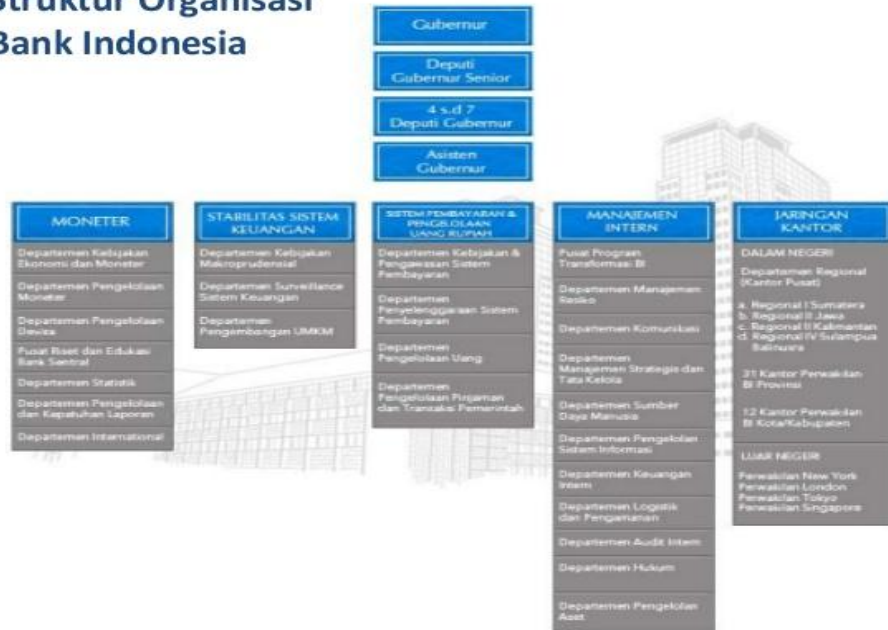 Struktur Organisasi
Bank Indonesia
Gubernur
Deputi
Gubernur Senior
4 s.d 7
Deputi Gubernur
Asisten
Gubernur
MONETER
Departemen Kebijakan
Ekonomi dan Moneter
Departemen Pengelolaan
Moneter
Departemen Pengelolaan
Devisa
Pusat Riset dan Edukasi
Bank Sentral
Departemen Statistik
Departemen Pengelolaan
dan Kepatuhan Laporan
Departemen International
STABILITAS SISTEM
KEUANGAN
Departemen Kebijakan
Makroprudensial
Departemen Surveillance
Sistem Keuangan
Departemen
Pengembangan UMKM
SISTEM PEMBAYARAN &
PENGELOLAAN
UANG RUPIAH
Departemen Kebijakan &
Pengawasan Sistem
Pembayaran
Departemen
Penyelenggaraan Sistem
Pembayaran
Departemen
Pengelolaan Uang
Departemen
Pengelolaan Pinjaman
dan Transaksi Pemerintah
MANAJEMEN
INTERN
Pusat Program
Transformasi BI
Departemen Manajemen
Resiko
Departemen Komunikasi
Departemen
Manajemen Strategis dan
Tata Kelola
Departemen Sumber
Daya Manusia
Departemen Pengelolan
Sistem Informasi
Departemen Keuangan
Intern
Departemen Logistik
dan Pengamanan
Departemen Audit Intern
Departemen Hukum
Departemen Pengelolan
Aset
JARINGAN
KANTOR
DALAM NEGERI
Departemen Regional
(Kantor Pusat)
a. Regional I Sumatera
b. Regional II Jawa
c. Regional III Kalimantan
d. Regional IV Sulampua
Balinusra
31 Kantor Perwakilan
BI Provinsi
12 Kantor Perwakilan
BI Kota/Kabupaten
LUAR NEGERI
Perwakilan New York
Perwakilan London
Perwakilan Tokyo
Perwakilan Singapore